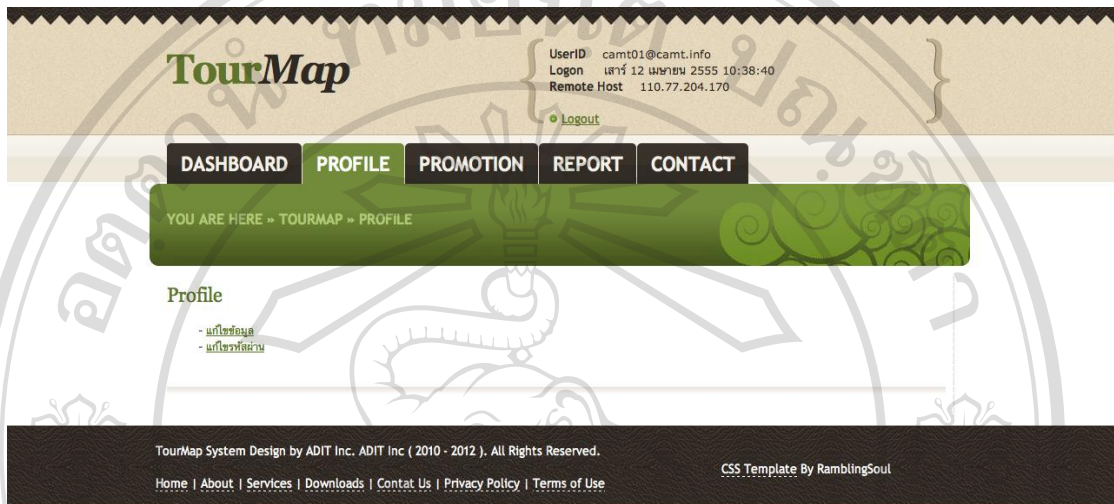 TourMap
UserID camt01@camt.info
Logon เสาร์ 12 เมษายน 2555 10:38:40
Remote Host 110.77.204.170
Logout
DASHBOARD PROFILE PROMOTION REPORT CONTACT
YOU ARE HERE » TOURMAP » PROFILE
Profile
- แก้ไขข้อมูล
- แก้ไขรหัสผ่าน
TourMap System Design by ADIT Inc. ADIT Inc ( 2010 - 2012 ). All Rights Reserved.
Home | About | Services | Downloads | Contat Us | Privacy Policy | Terms of Use
CSS Template By RamblingSoul